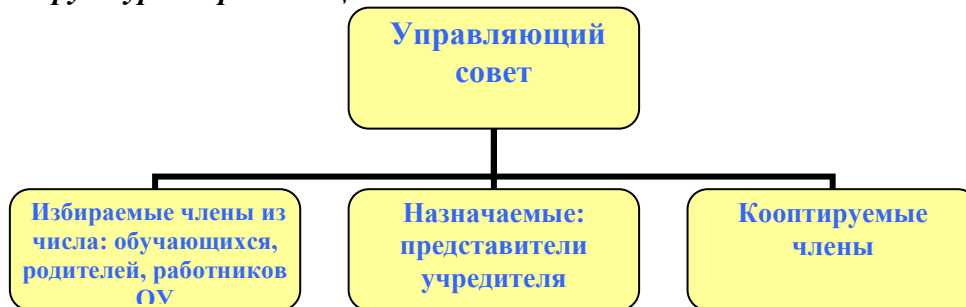 Управляющий
совет
Избираемые члены из
числа: обучающихся,
родителей, работников
ОУ
Назначаемые:
представители
учредителя
Кооптируемые
члены